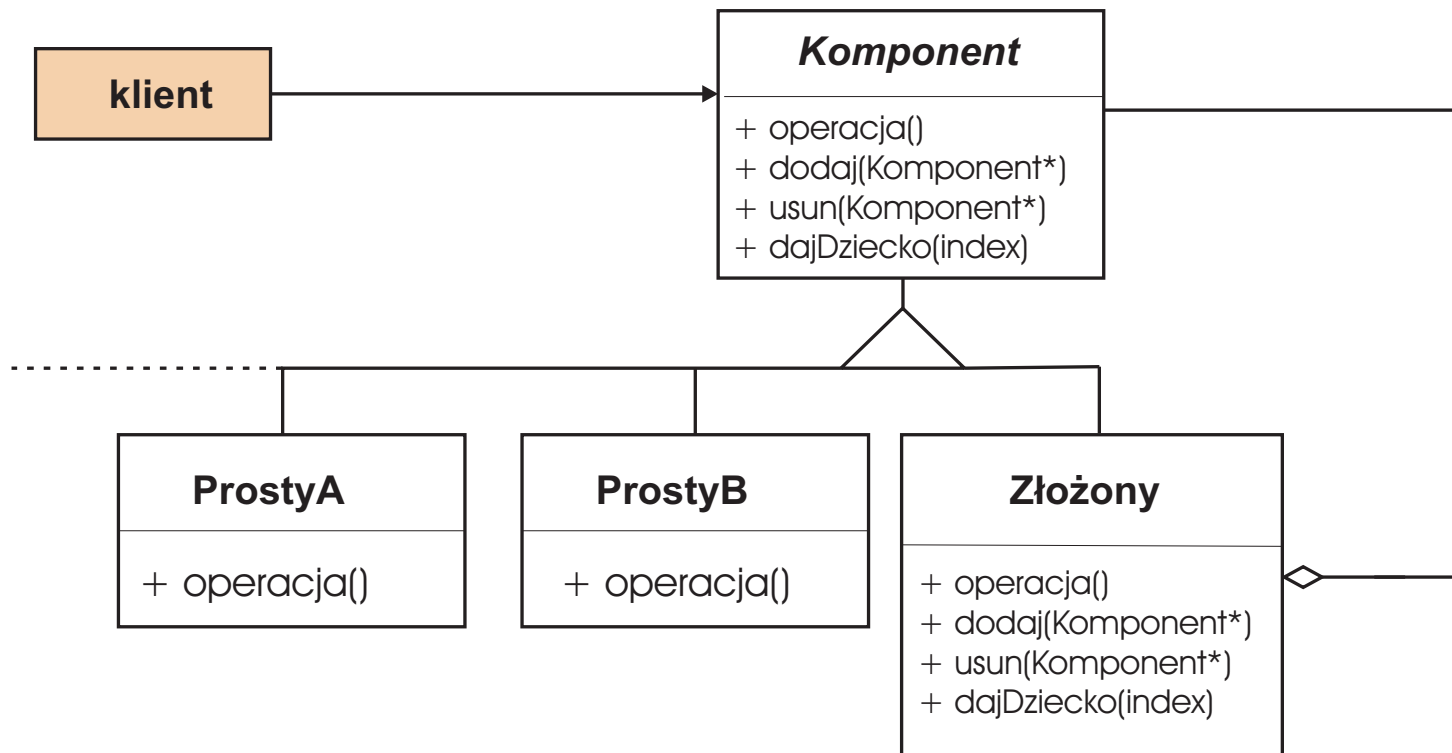 klient
Komponent
+ operacja()
+ dodaj(Komponent*)
+ usun(Komponent*)
+ dajDziecko(index)
ProstyA
+ operacja()
ProstyB
+ operacja()
Złożony
+ operacja()
+ dodaj(Komponent*)
+ usun(Komponent*)
+ dajDziecko(index)